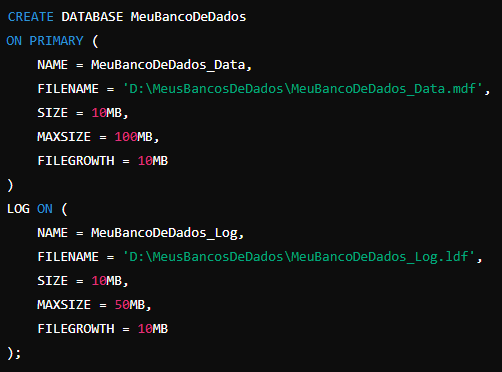 CREATE DATABASE MeuBancoDeDados
ON PRIMARY (
    NAME = MeuBancoDeDados_Data,
    FILENAME = 'D:\MeusBancosDeDados\MeuBancoDeDados_Data.mdf',
    SIZE = 10MB,
    MAXSIZE = 100MB,
    FILEGROWTH = 10MB
)
LOG ON (
    NAME = MeuBancoDeDados_Log,
    FILENAME = 'D:\MeusBancosDeDados\MeuBancoDeDados_Log.ldf',
    SIZE = 10MB,
    MAXSIZE = 50MB,
    FILEGROWTH = 10MB
);